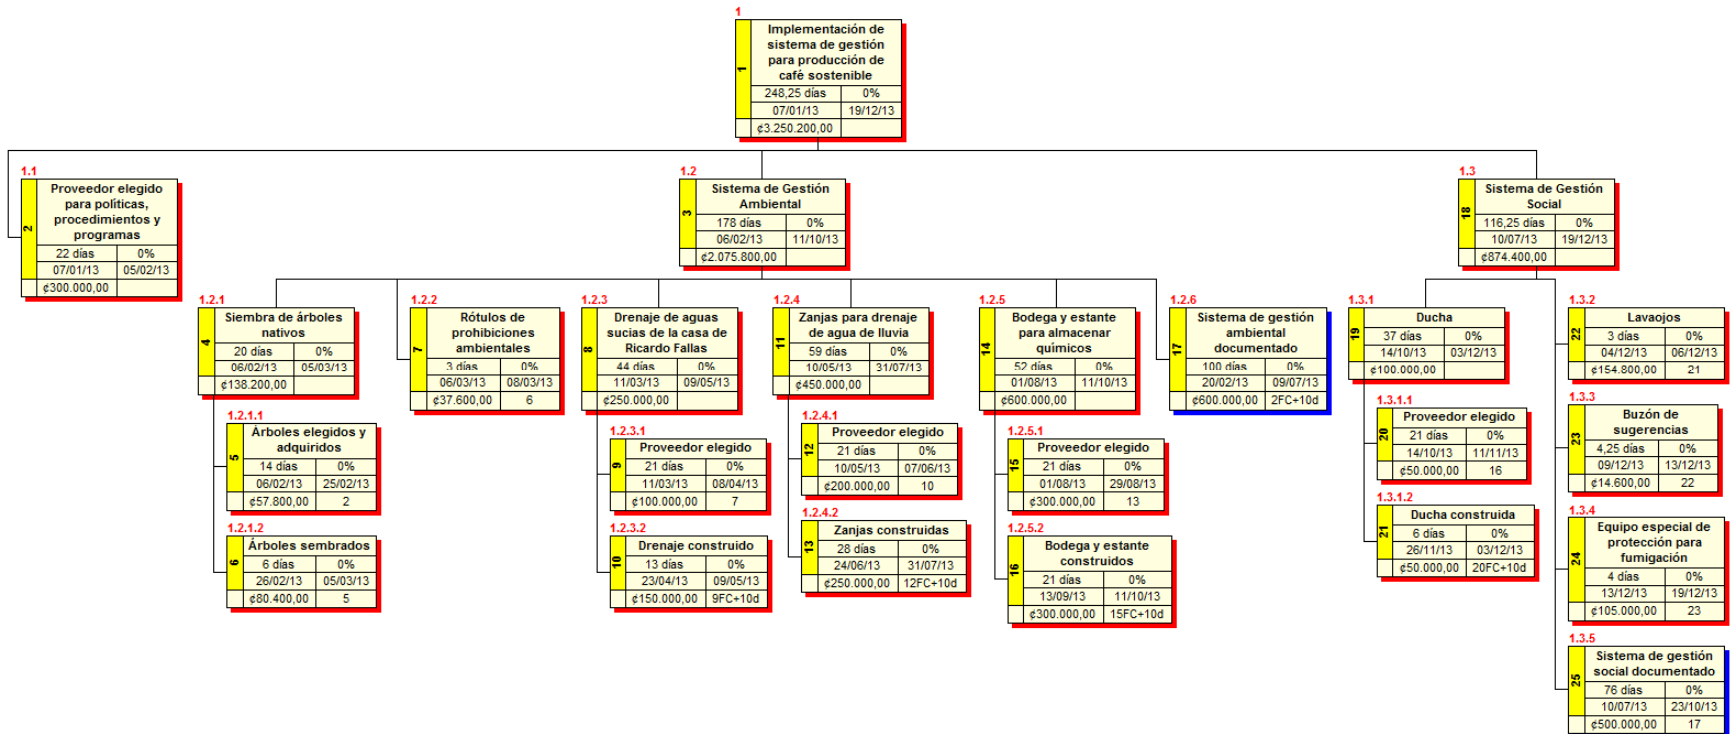 1
1
Implementación de
sistema de gestión
para producción de
café sostenible
248,25 días 0%
07/01/13 19/12/13
¢3.250.200,00
1.1
2
Proveedor elegido
para políticas,
procedimientos y
programas
22 días 0%
07/01/13 05/02/13
¢300.000,00
1.2
3
Sistema de Gestión
Ambiental
178 días 0%
06/02/13 11/10/13
¢2.075.800,00
1.3
18
Sistema de Gestión
Social
116,25 días 0%
10/07/13 19/12/13
¢874.400,00
1.2.1
4
Siembra de árboles
nativos
20 días 0%
06/02/13 05/03/13
¢138.200,00
1.2.1.1
5
Árboles elegidos y
adquiridos
14 días 0%
06/02/13 25/02/13
¢57.800,00 2
1.2.1.2
6
Árboles sembrados
6 días 0%
26/02/13 05/03/13
¢80.400,00 5
1.2.2
7
Rótulos de
prohibiciones
ambientales
3 días 0%
06/03/13 08/03/13
¢37.600,00 6
1.2.3
8
Drenaje de aguas
sucias de la casa de
Ricardo Fallas
44 días 0%
11/03/13 09/05/13
¢250.000,00
1.2.3.1
9
Proveedor elegido
21 días 0%
11/03/13 08/04/13
¢100.000,00 7
1.2.3.2
10
Drenaje construido
13 días 0%
23/04/13 09/05/13
¢150.000,00 9FC+10d
1.2.4
11
Zanjas para drenaje
de agua de lluvia
59 días 0%
10/05/13 31/07/13
¢450.000,00
1.2.4.1
12
Proveedor elegido
21 días 0%
10/05/13 07/06/13
¢200.000,00 10
1.2.4.2
13
Zanjas construidas
28 días 0%
24/06/13 31/07/13
¢250.000,00 12FC+10d
1.2.5
14
Bodega y estante
para almacenar
químicos
52 días 0%
01/08/13 11/10/13
¢600.000,00
1.2.5.1
15
Proveedor elegido
21 días 0%
01/08/13 29/08/13
¢300.000,00 13
1.2.5.2
16
Bodega y estante
construidos
21 días 0%
13/09/13 11/10/13
¢300.000,00 15FC+10d
1.2.6
17
Sistema de gestión
ambiental
documentado
100 días 0%
20/02/13 09/07/13
¢600.000,00 2FC+10d
1.3.1
19
Ducha
37 días 0%
14/10/13 03/12/13
¢100.000,00
1.3.1.1
20
Proveedor elegido
21 días 0%
14/10/13 11/11/13
¢50.000,00 16
1.3.1.2
21
Ducha construida
6 días 0%
26/11/13 03/12/13
¢50.000,00 20FC+10d
1.3.2
22
Lavaojos
3 días 0%
04/12/13 06/12/13
¢154.800,00 21
1.3.3
23
Buzón de
sugerencias
4,25 días 0%
09/12/13 13/12/13
¢14.600,00 22
1.3.4
24
Equipo especial de
protección para
fumigación
4 días 0%
13/12/13 19/12/13
¢105.000,00 23
1.3.5
25
Sistema de gestión
social documentado
76 días 0%
10/07/13 23/10/13
¢500.000,00 17